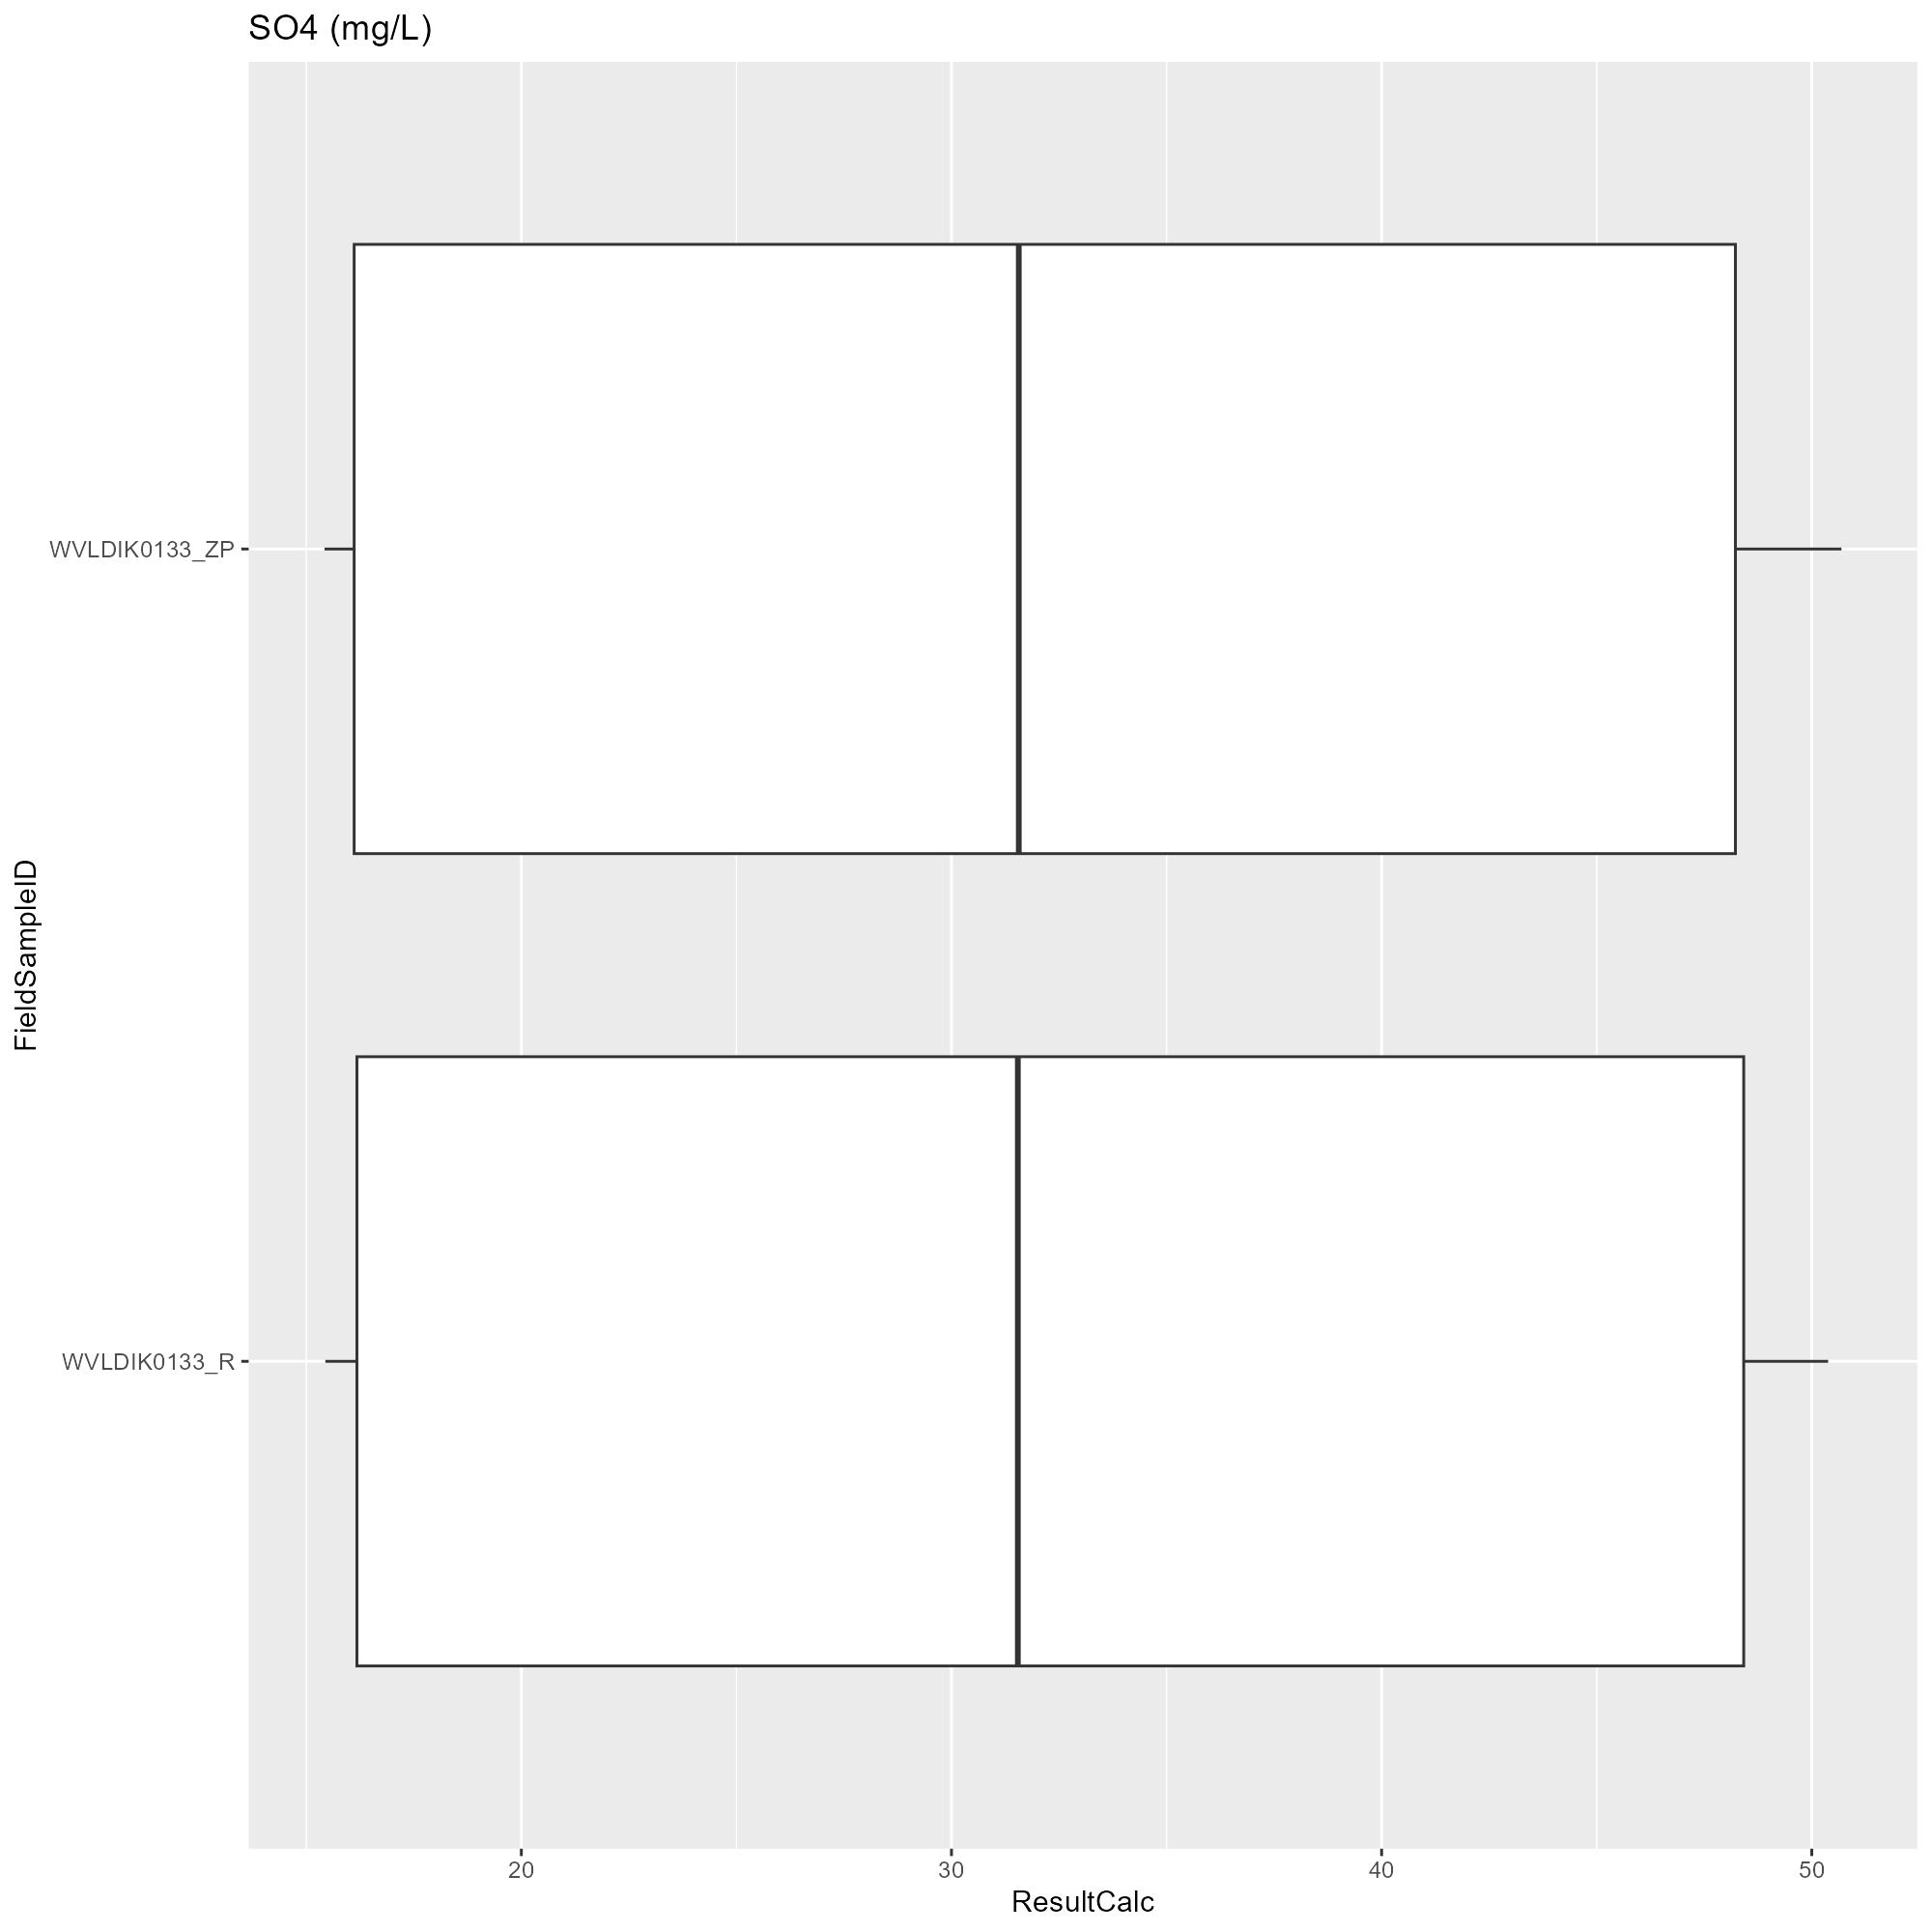 SO4 (mg/L)
FieldSampleID
WVLDIK0133_ZP
WVLDIK0133_R
20 30 40 50
ResultCalc